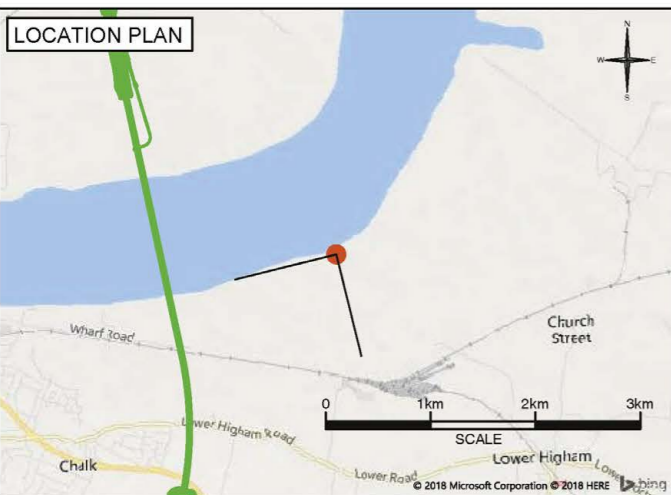 LOCATION PLAN
N
W E
S
Wharf Road
Church
Street
0 1km 2km 3km
SCALE
Lower Higham Road
Chalk
Lower Higham
Lower Road
© 2018 Microsoft Corporation © 2018 HERE
bing